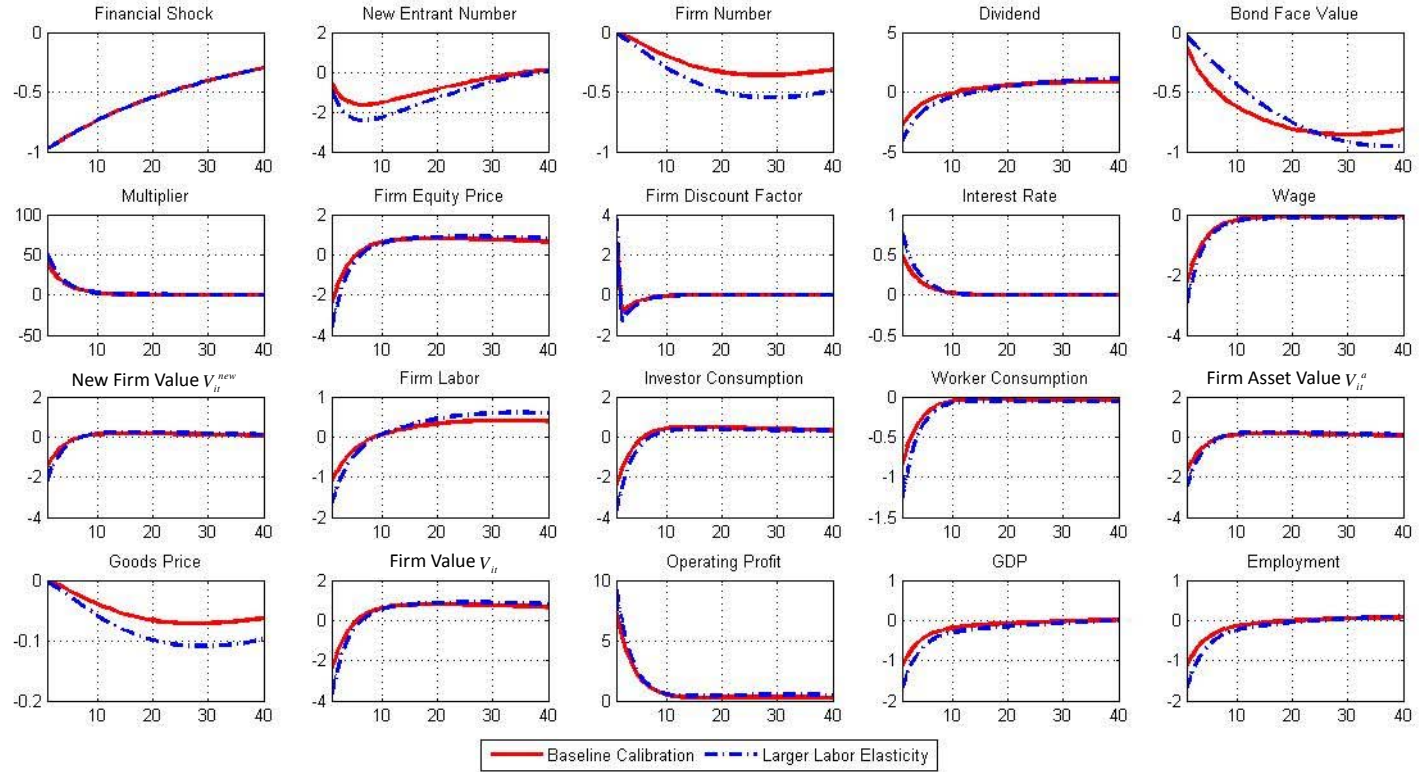 Financial Shock
0
-0.5
-1
10 20 30 40
New Entrant Number
2
0
-2
-4
10 20 30 40
Firm Number
0
-0.5
-1
10 20 30 40
Dividend
5
0
-5
10 20 30 40
Bond Face Value
0
-0.5
-1
10 20 30 40
Multiplier
100
50
0
50
10 20 30 40
Firm Equity Price
2
0
-2
-4
10 20 30 40
Firm Discount Factor
4
2
0
2
10 20 30 40
Interest Rate
1
0.5
0
-0.5
10 20 30 40
Wage
0
-2
-4
10 20 30 40
New Firm Value V_{it}^{new}
2
0
-2
-4
10 20 30 40
Firm Labor
1
0
1
-2
10 20 30 40
Investor Consumption
2
0
-2
-4
10 20 30 40
Worker Consumption
0
-0.5
-1
-1.5
10 20 30 40
Firm Asset Value V_{it}^{a}
2
0
2
4
10 20 30 40
Goods Price
0
-0.1
-0.2
10 20 30 40
Firm Value V_{it}
2
0
-2
-4
10 20 30 40
Operating Profit
10
5
0
10 20 30 40
GDP
1
0
-1
2
10 20 30 40
Employment
1
0
1
2
10 20 30 40
Baseline Calibration Larger Labor Elasticity